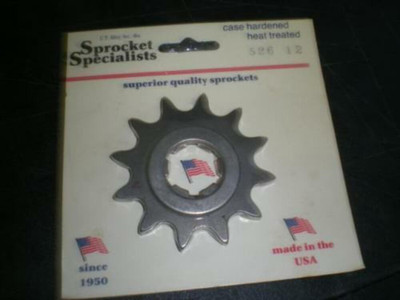 Sprocket
Specialists
case hardened
heat treated
526 12
superior quality sprockets
since
1950
made in the
USA